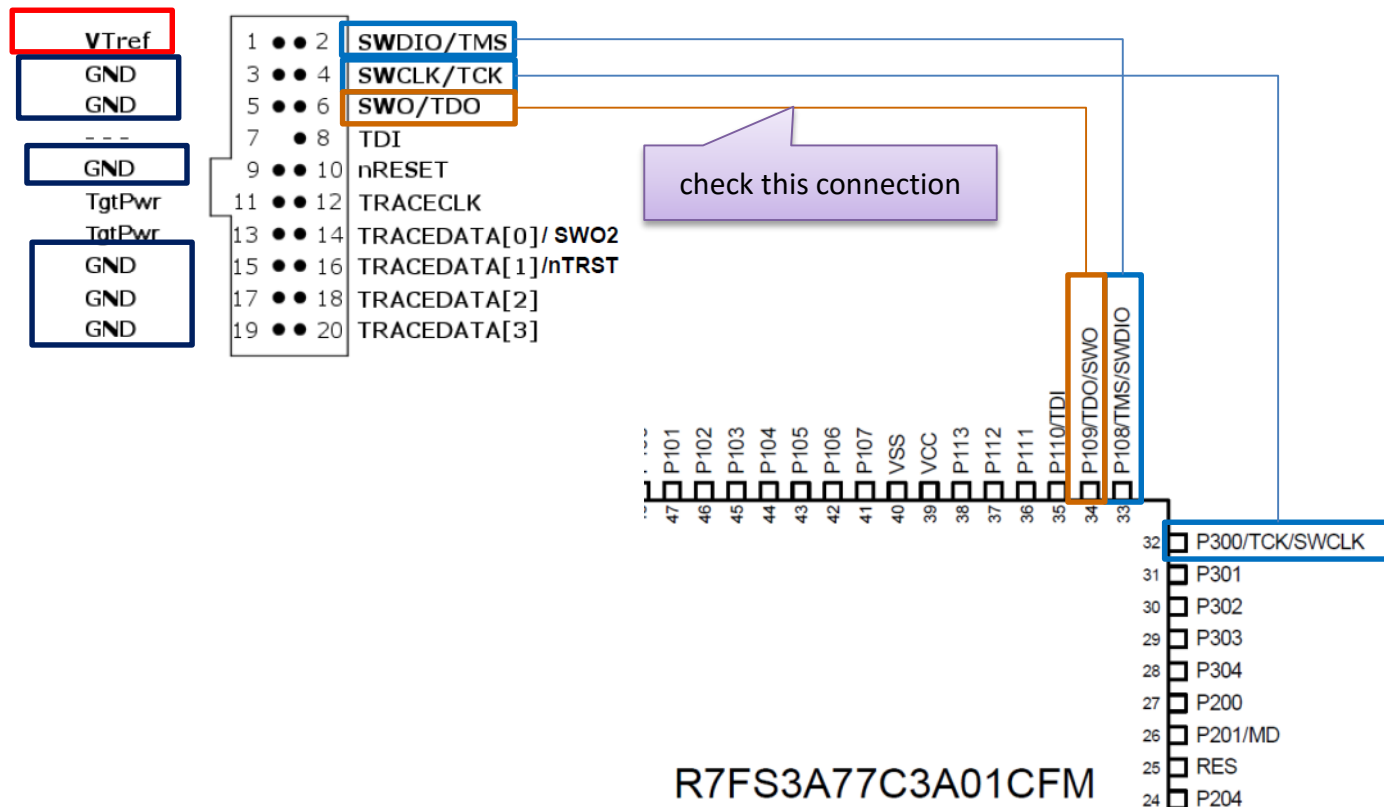 VTref 1 2 SWDIO/TMS
GND 3 4 SWCLK/TCK
GND 5 6 SWO/TDO
--- 7 8 TDI
GND 9 10 nRESET
TgtPwr 11 12 TRACECLK
TgtPwr 13 14 TRACEDATA[0]/ SWO2
GND 15 16 TRACEDATA[1]/nTRST
GND 17 18 TRACEDATA[2]
GND 19 20 TRACEDATA[3]
check this connection
P101
P102
P103
P104
P105
P106
P107
VSS
VCC
P113
P112
P111
P110/TDI
P109/TDO/SWO
P108/TMS/SWDIO
47 46 45 44 43 42 41 40 39 38 37 36 35 34 33
32 P300/TCK/SWCLK
31 P301
30 P302
29 P303
28 P304
27 P200
26 P201/MD
25 RES
24 P204
R7FS3A77C3A01CFM